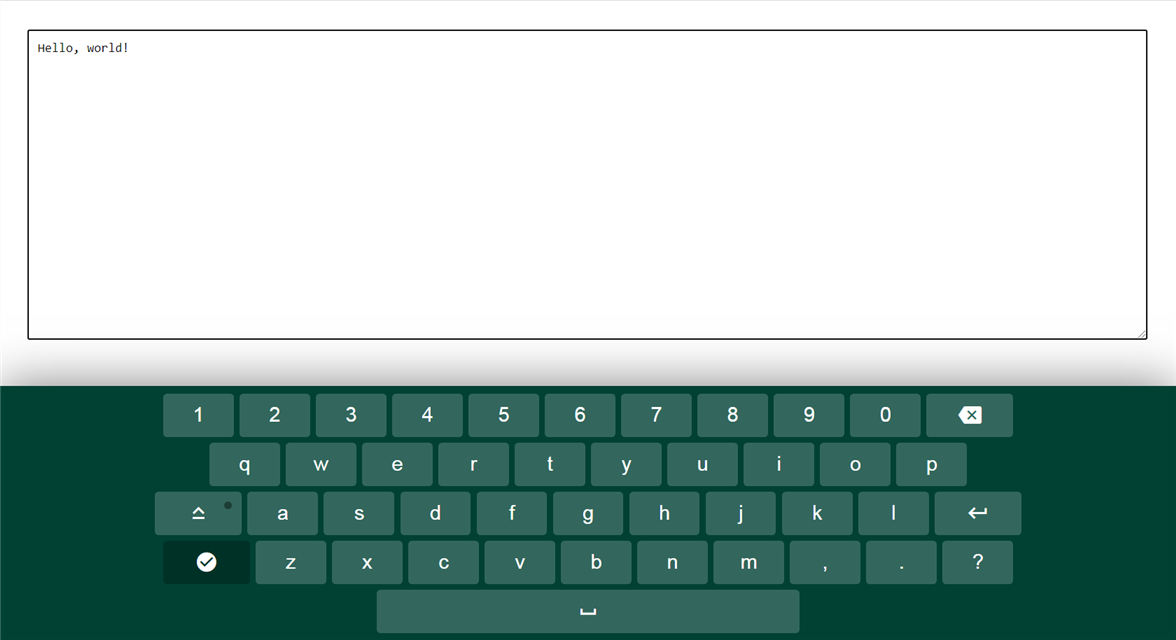 Hello, world!
1 2 3 4 5 6 7 8 9 0
q w e r t y u i o p
a s d f g h j k l
z x c v b n m , . ?